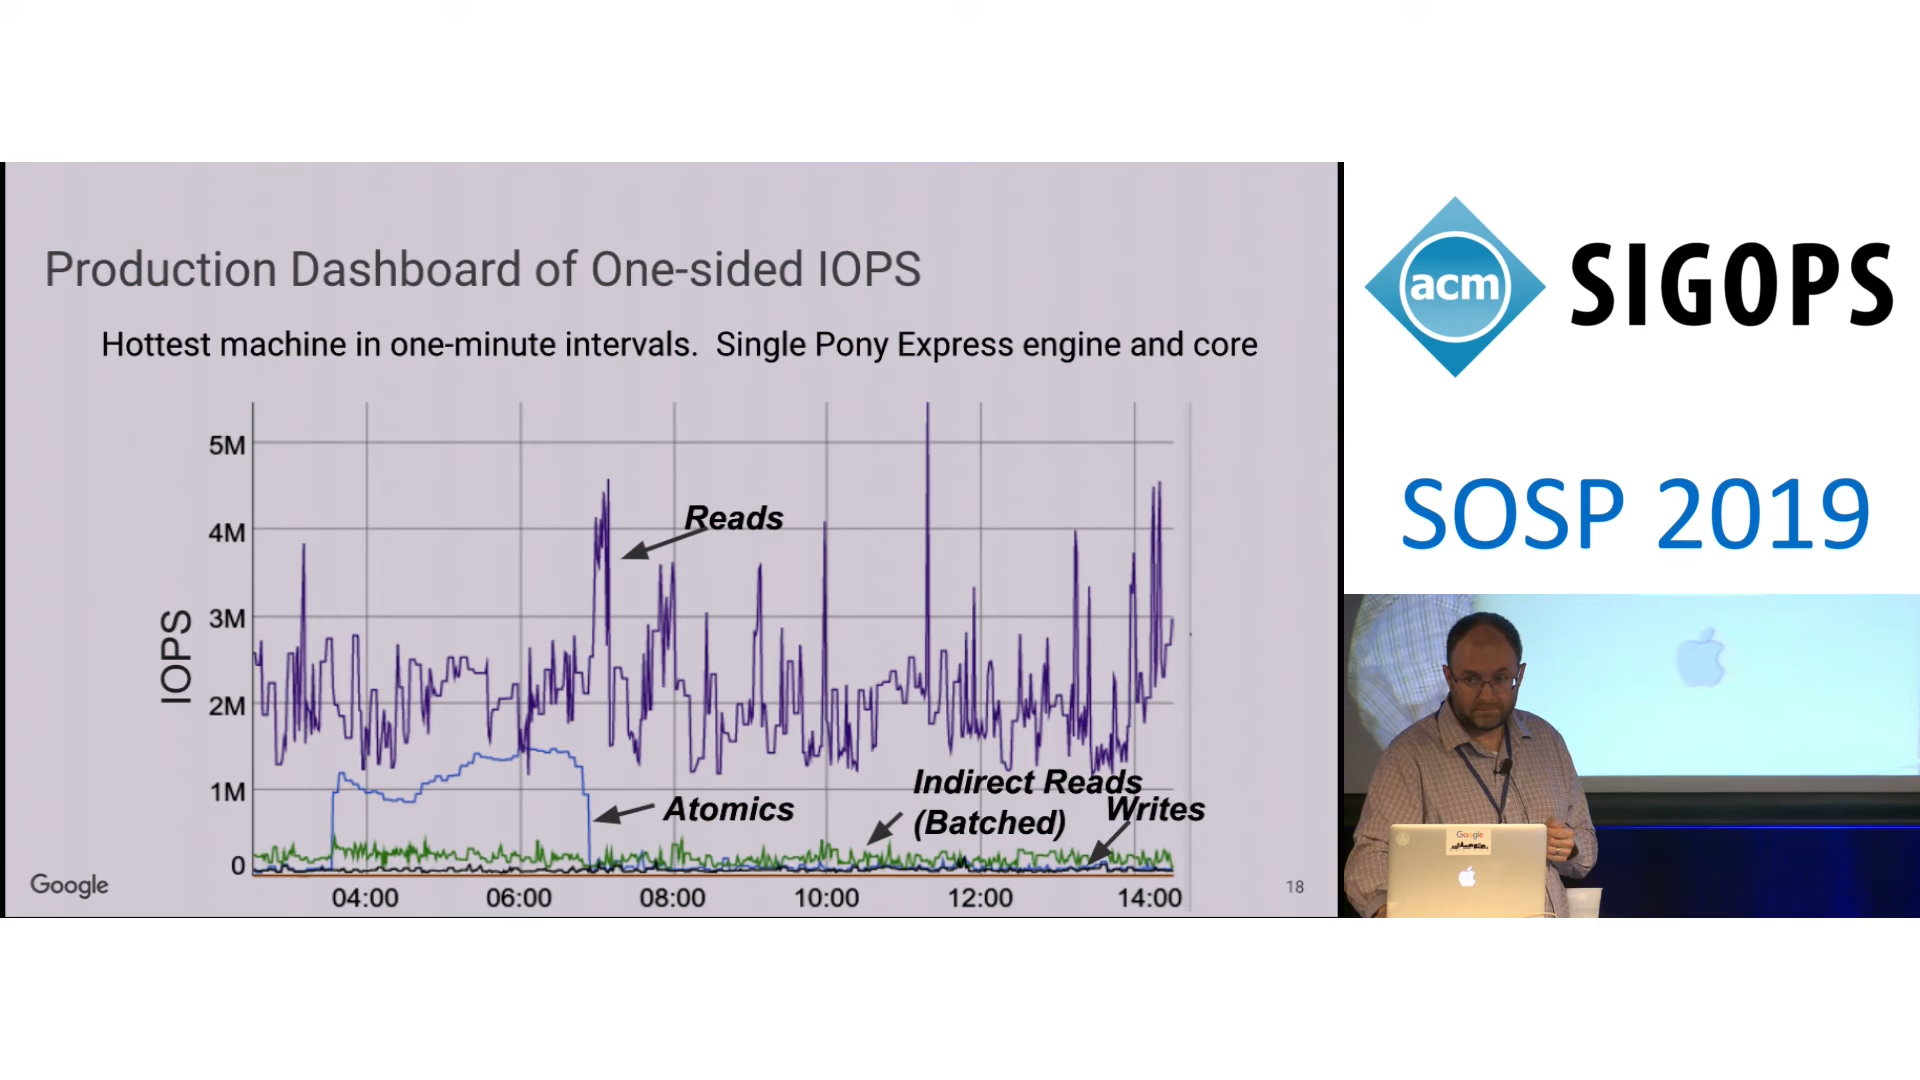 Production Dashboard of One-sided IOPS
Hottest machine in one-minute intervals. Single Pony Express engine and core
5M
4M
3M
2M
1M
0
IOPS
Reads
Atomics
Indirect Reads
(Batched)
Writes
04:00
06:00
08:00
10:00
12:00
14:00
Google
18
acm
SIGOPS
SOSP 2019
Google